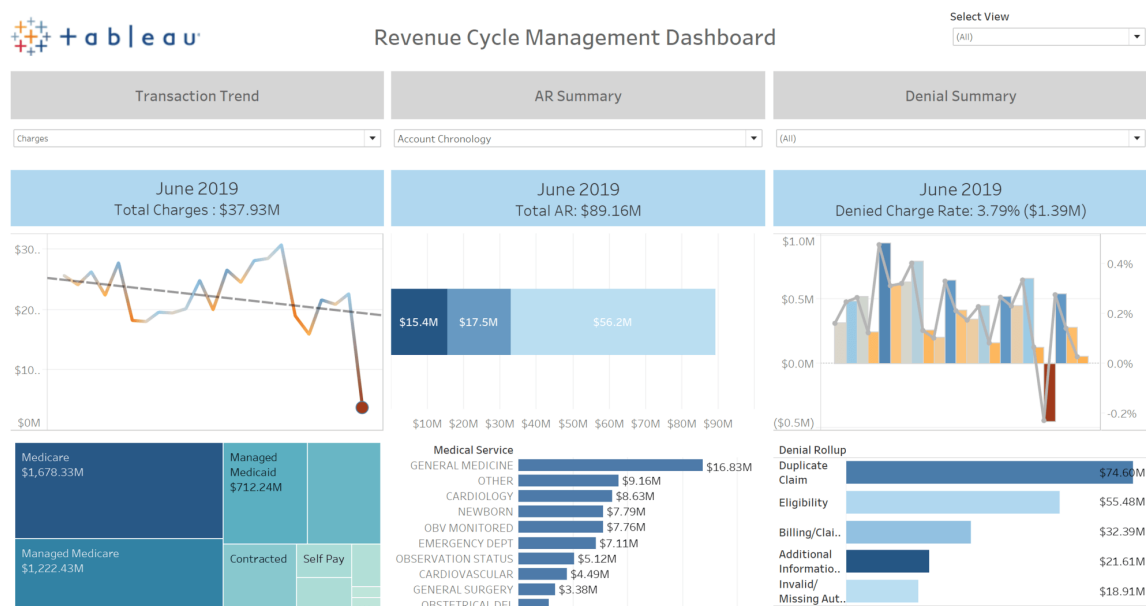 + a b l e a u
Revenue Cycle Management Dashboard
Select View
(All)
Transaction Trend
AR Summary
Denial Summary
Charges
Account Chronology
(All)
June 2019
Total Charges : $37.93M
June 2019
Total AR: $89.16M
June 2019
Denied Charge Rate: 3.79% ($1.39M)
$30..
$20..
$10..
$0M
$15.4M
$17.5M
$56.2M
$10M $20M $30M $40M $50M $60M $70M $80M $90M
$1.0M
$0.5M
$0.0M
($0.5M)
0.4%
0.2%
0.0%
-0.2%
Medicare
$1,678.33M
Managed
Medicaid
$712.24M
Managed Medicare
$1,222.43M
Contracted
Self Pay
Medical Service
GENERAL MEDICINE $16.83M
OTHER $9.16M
CARDIOLOGY $8.63M
NEWBORN $7.79M
OBV MONITORED $7.76M
EMERGENCY DEPT $7.11M
OBSERVATION STATUS $5.12M
CARDIOVASCULAR $4.49M
GENERAL SURGERY $3.38M
OBSTETRICAL DEL
Denial Rollup
Duplicate
Claim
$74.60M
Eligibility
$55.48M
Billing/Clai..
$32.39M
Additional
Informatio..
$21.61M
Invalid/
Missing Aut..
$18.91M